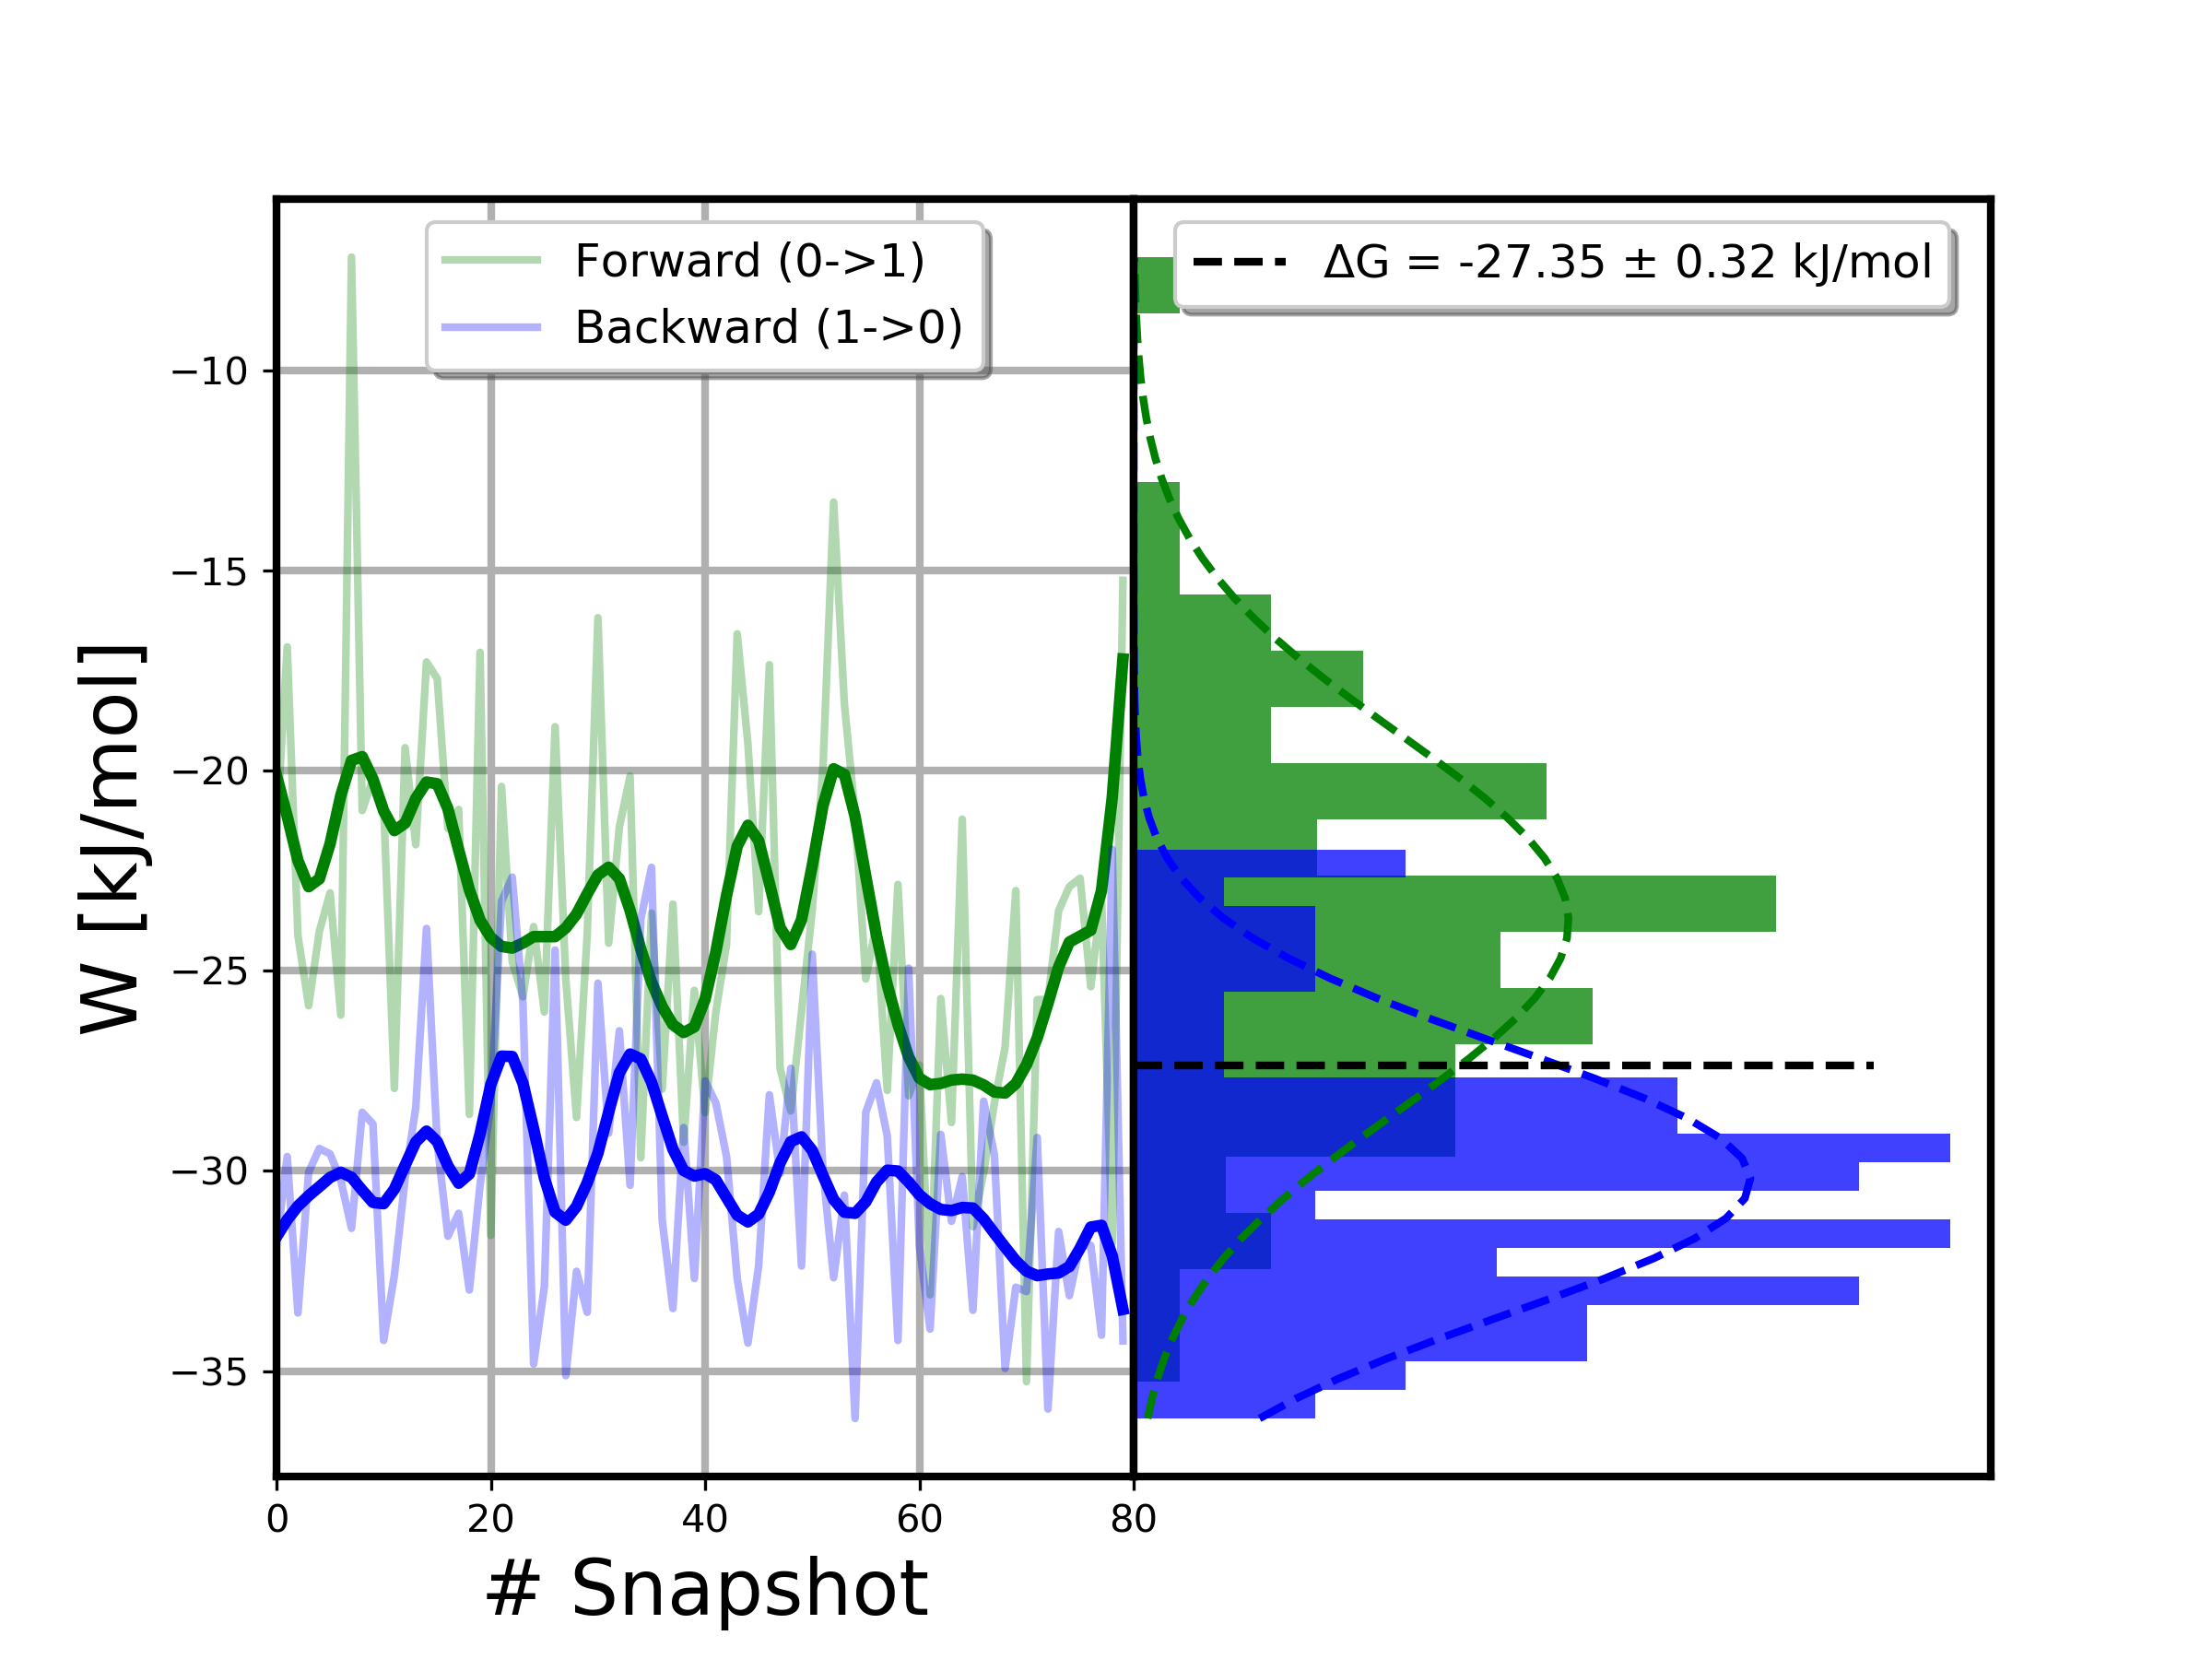 Forward (0->1)
Backward (1->0)
ΔG = -27.35 ± 0.32 kJ/mol
W [kJ/mol]
−10
−15
−20
−25
−30
−35
0 20 40 60 80
# Snapshot